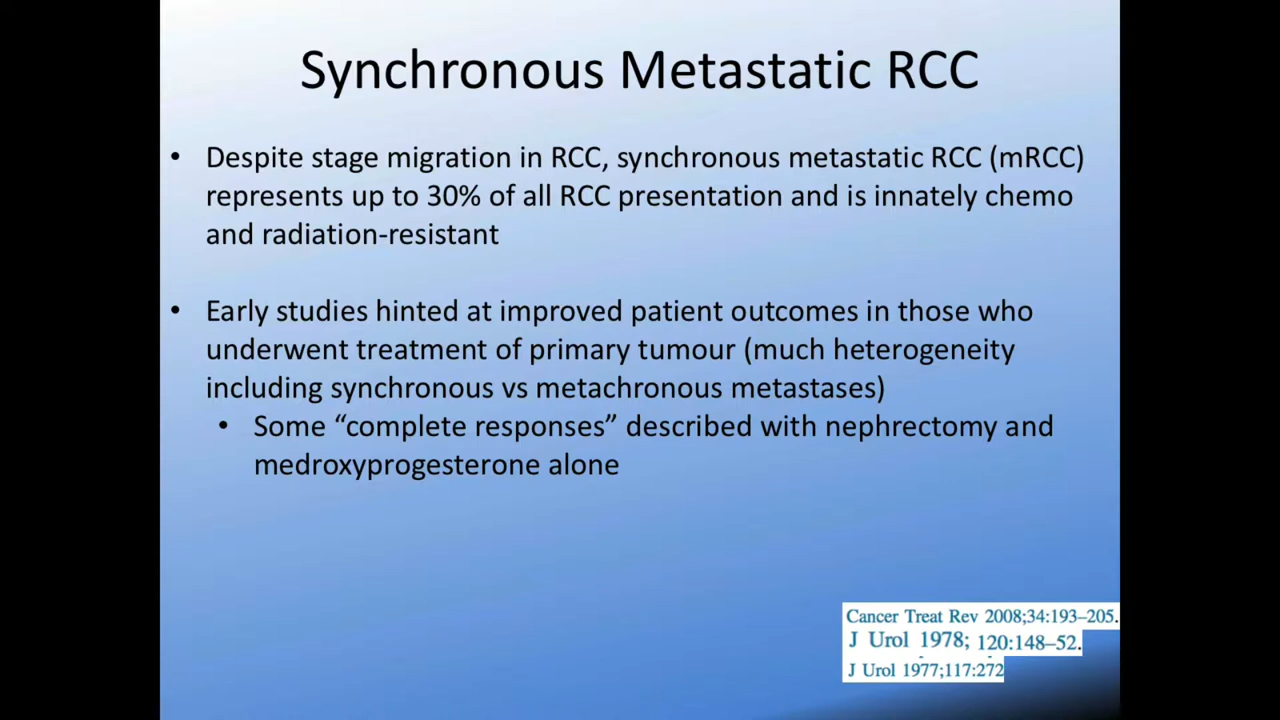 Synchronous Metastatic RCC
• Despite stage migration in RCC, synchronous metastatic RCC (mRCC)
represents up to 30% of all RCC presentation and is innately chemo
and radiation-resistant
• Early studies hinted at improved patient outcomes in those who
underwent treatment of primary tumour (much heterogeneity
including synchronous vs metachronous metastases)
• Some “complete responses” described with nephrectomy and
medroxyprogesterone alone
Cancer Treat Rev 2008;34:193–205.
J Urol 1978; 120:148–52.
J Urol 1977;117:272